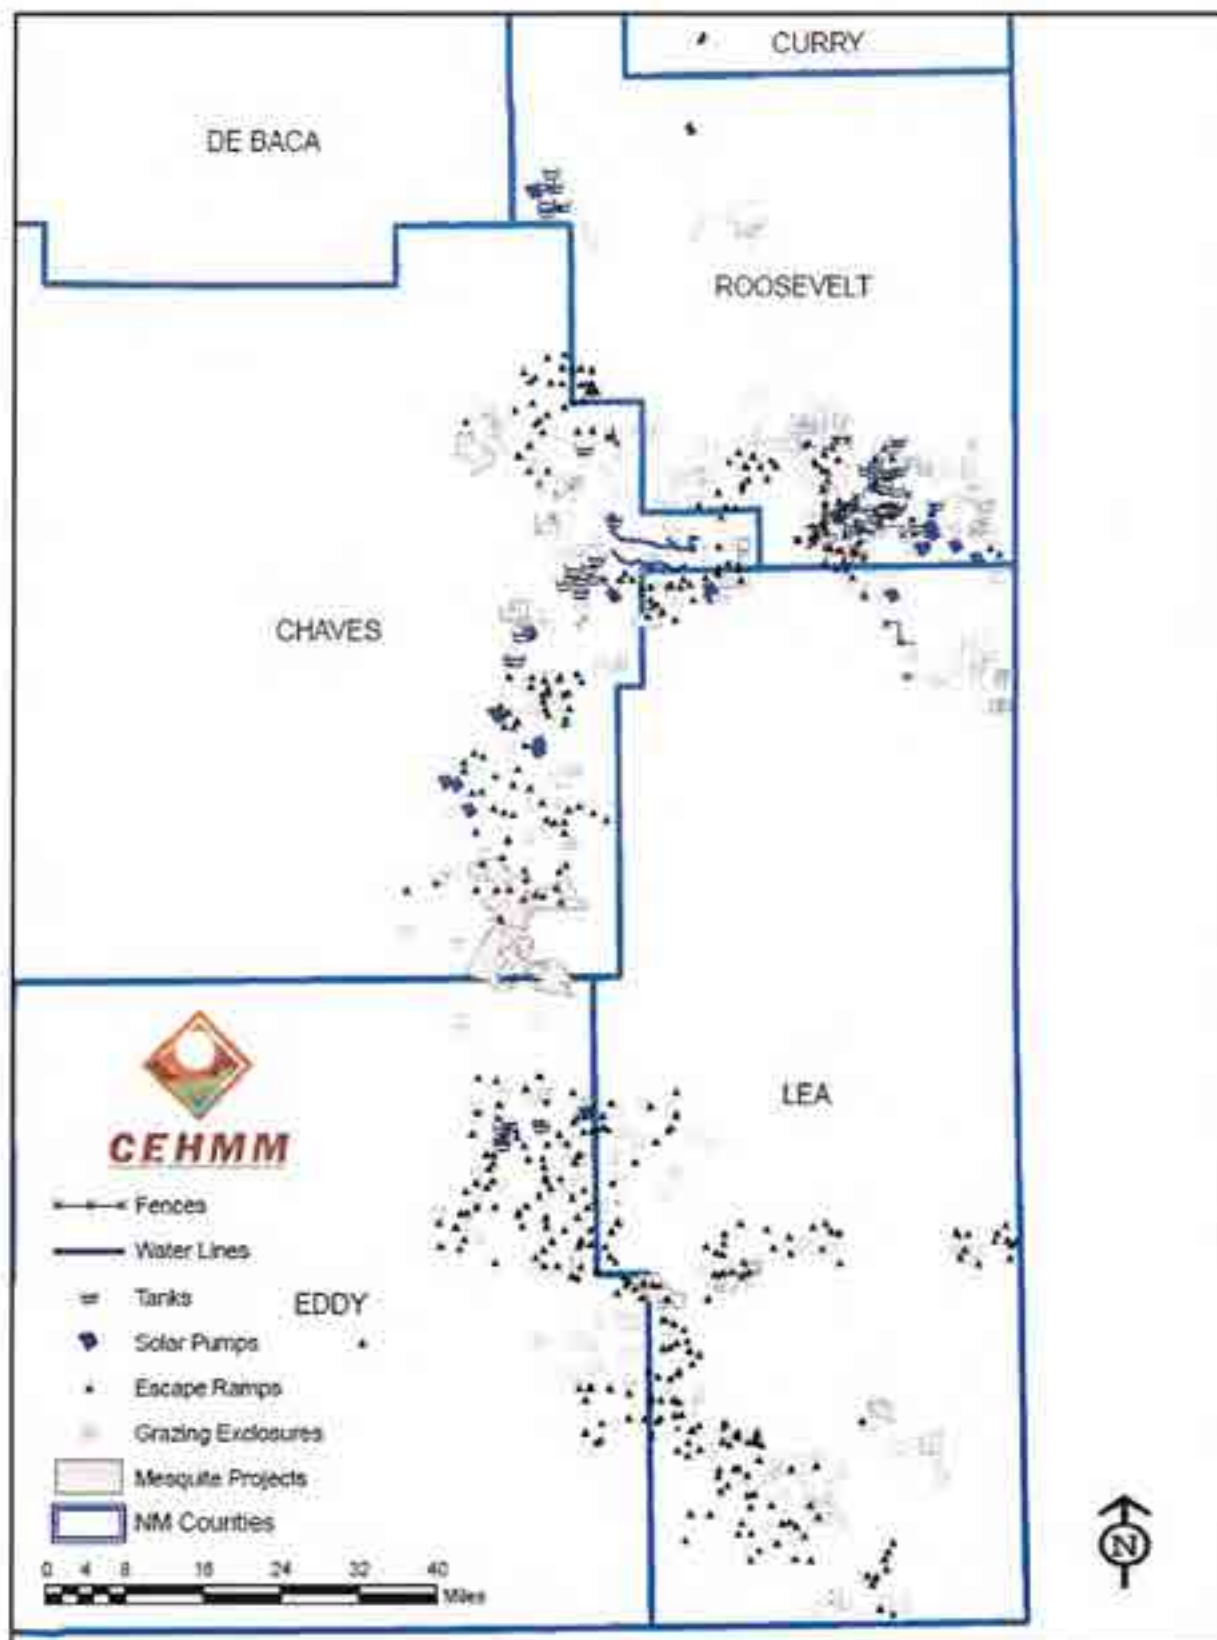 CURRY
DE BACA
ROOSEVELT
CHAVES
LEA
CEHMM
Fences
Water Lines
Tanks
EDDY
Solar Pumps
Escape Ramps
Grazing Exclosures
Mesquite Projects
NM Counties
0 4 8 16 24 32 40
Miles
N